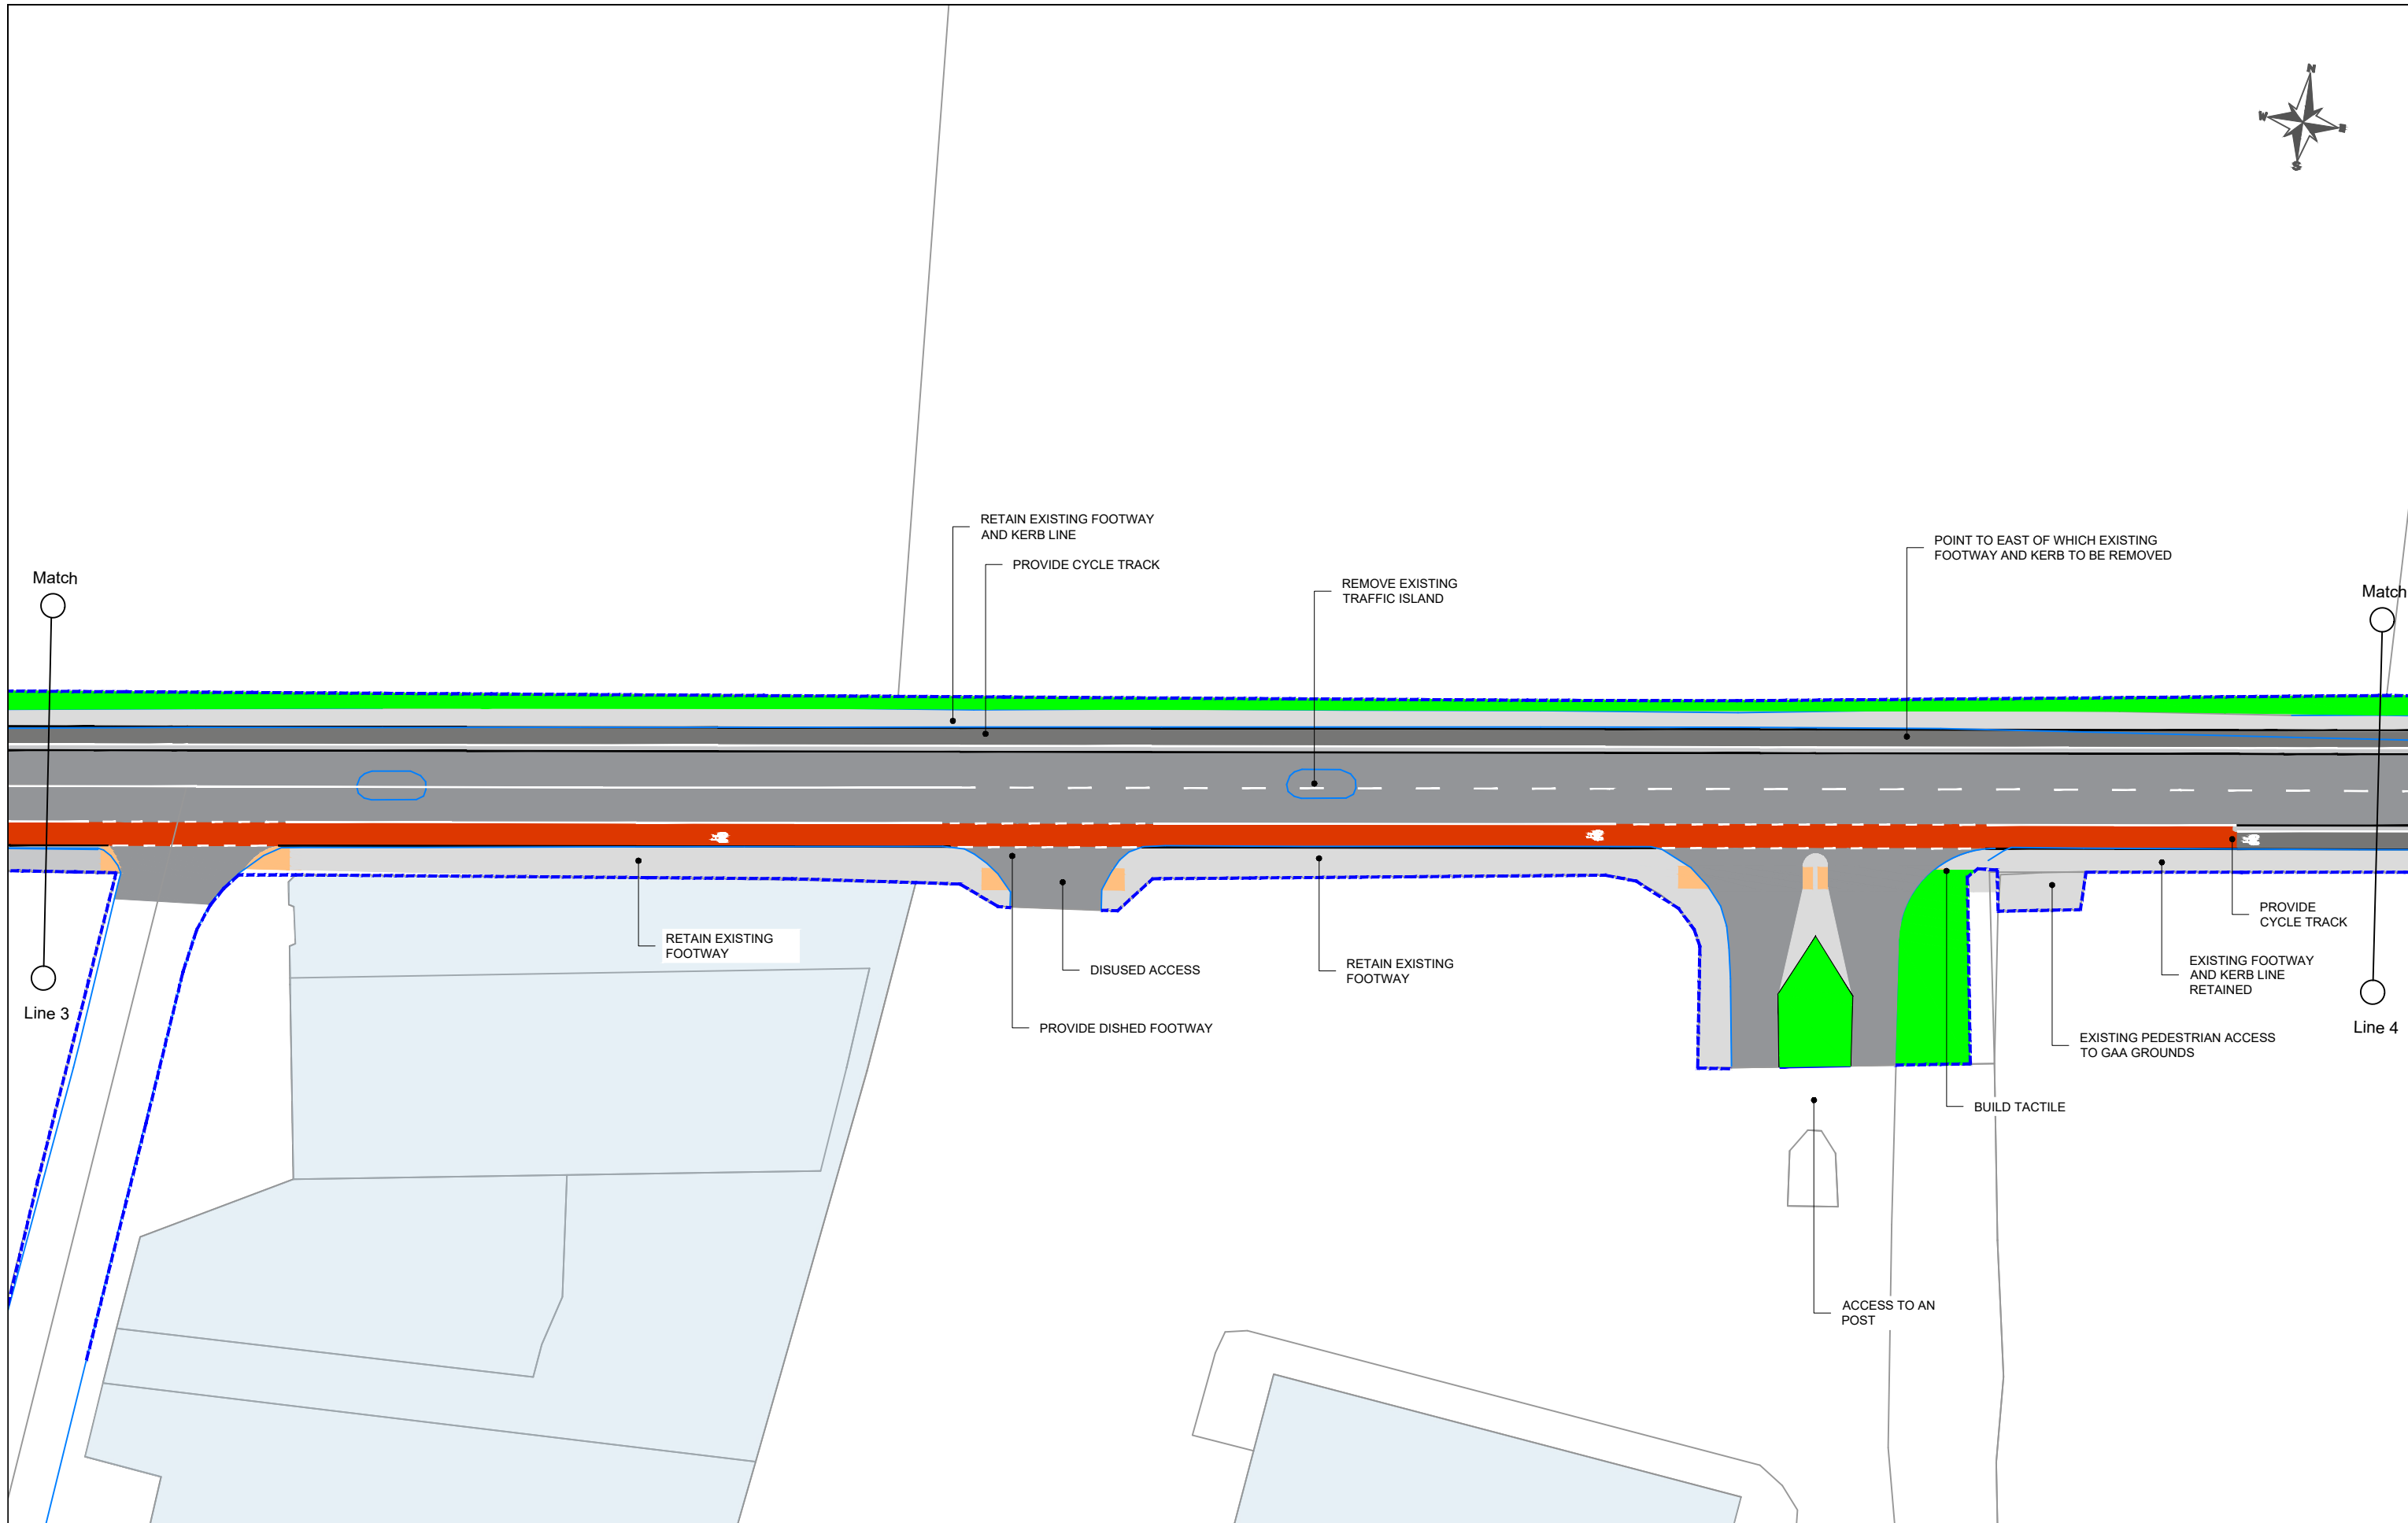 N
W
E
S
RETAIN EXISTING FOOTWAY
AND KERB LINE
PROVIDE CYCLE TRACK
REMOVE EXISTING
TRAFFIC ISLAND
POINT TO EAST OF WHICH EXISTING
FOOTWAY AND KERB TO BE REMOVED
Match
Match
Line 3
Line 4
RETAIN EXISTING
FOOTWAY
DISUSED ACCESS
PROVIDE DISHED FOOTWAY
RETAIN EXISTING
FOOTWAY
PROVIDE
CYCLE TRACK
EXISTING FOOTWAY
AND KERB LINE
RETAINED
EXISTING PEDESTRIAN ACCESS
TO GAA GROUNDS
BUILD TACTILE
ACCESS TO AN
POST